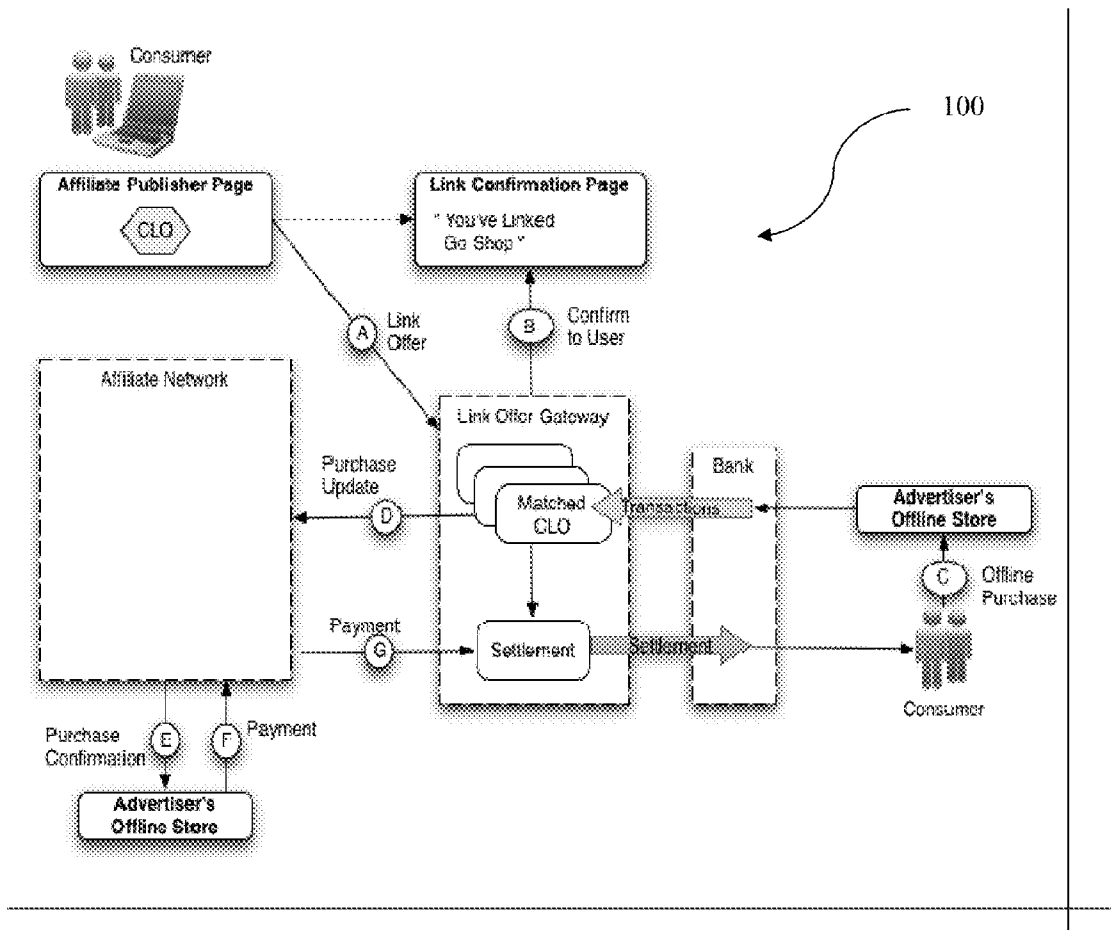 Consumer
100
Affiliate Publisher Page
CLO
Link Confirmation Page
" You've Linked
Go Shop "
A
Link
Offer
B
Confirm
to User
Affiliate Network
Link Offer Gateway
Purchase
Update
D
Matched
CLO
Transactions
Bank
Advertiser's
Offline Store
C
Offline
Purchase
Payment
G
Settlement
Settlement
Consumer
Purchase
Confirmation
E
F
Payment
Advertiser's
Offline Store